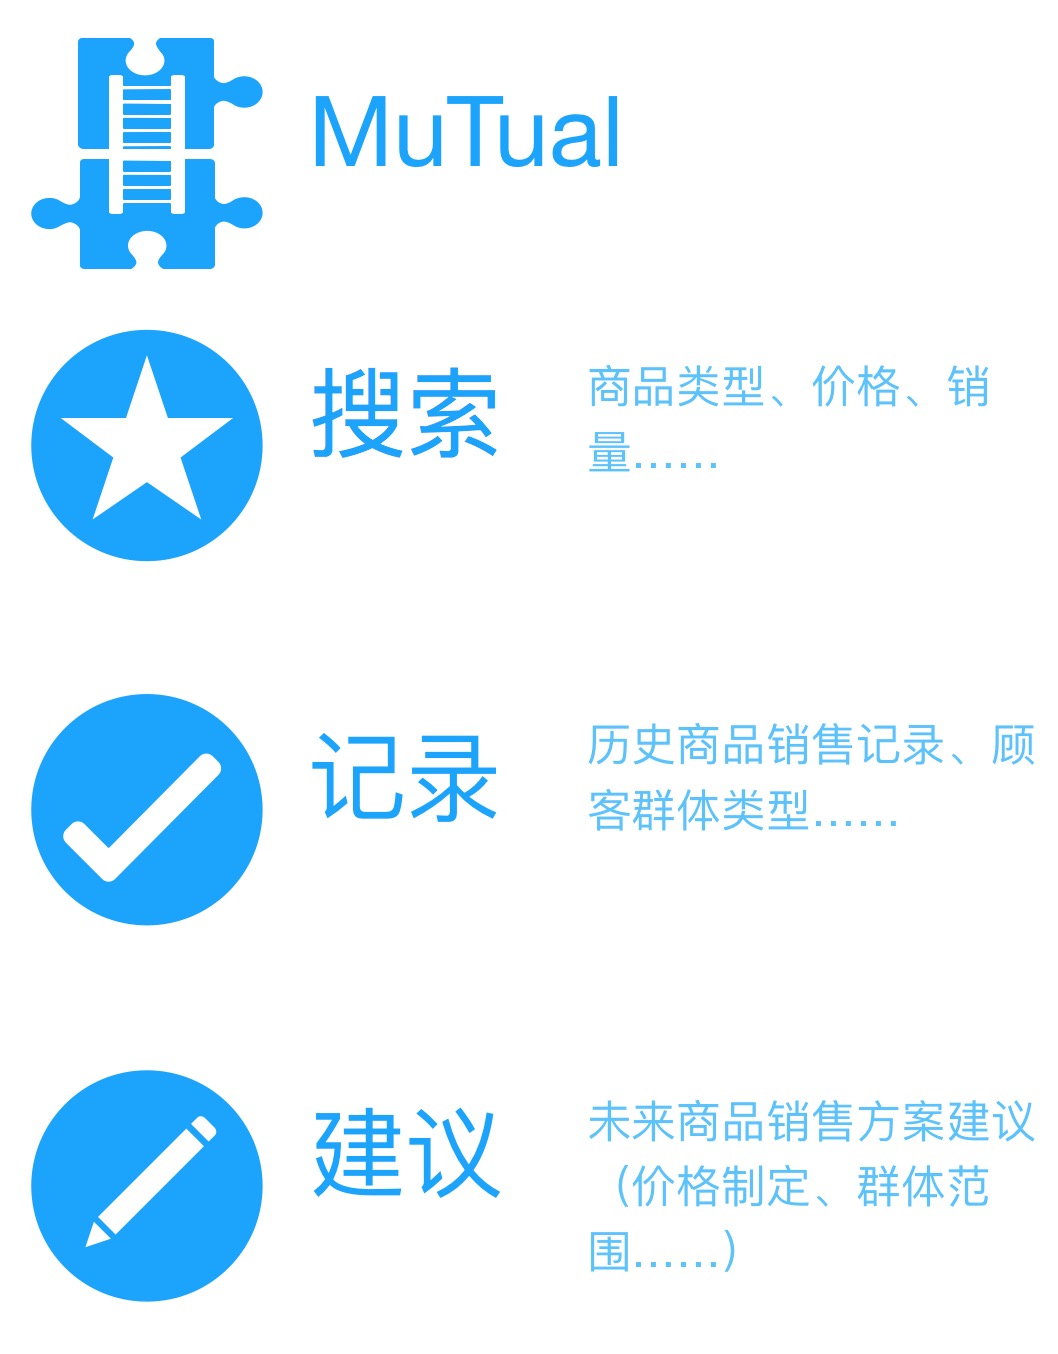 MuTual
搜索
商品类型、价格、销
量……
记录
历史商品销售记录、顾
客群体类型……
建议
未来商品销售方案建议
（价格制定、群体范
围……）